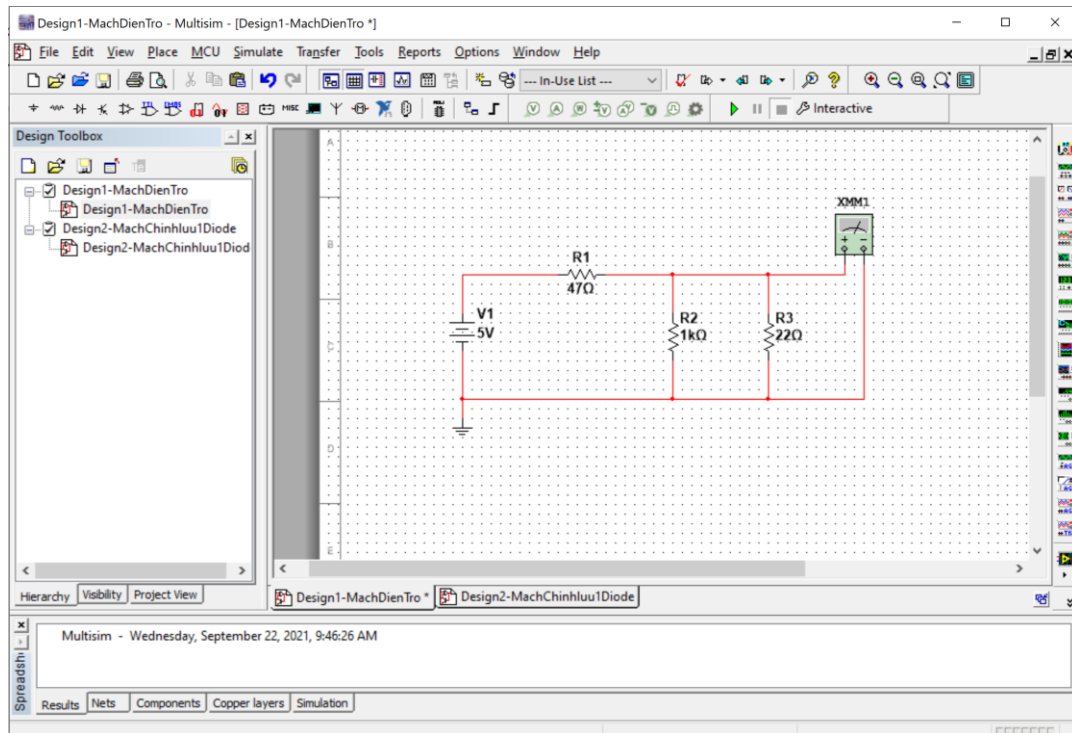 Design1-MachDienTro - Multisim - [Design1-MachDienTro *]
File Edit View Place MCU Simulate Transfer Tools Reports Options Window Help
--- In-Use List ---
MISC
V A W A V
Interactive
Design Toolbox
Design1-MachDienTro
Design1-MachDienTro
Design2-MachChinhluu1Diode
Design2-MachChinhluu1Diod
Hierarchy Visibility Project View
A
B
C
D
E
XMM1
+ −
R1
47Ω
V1
5V
R2
1kΩ
R3
22Ω
Design1-MachDienTro * Design2-MachChinhluu1Diode
Spreadsh
Multisim - Wednesday, September 22, 2021, 9:46:26 AM
Results Nets Components Copper layers Simulation